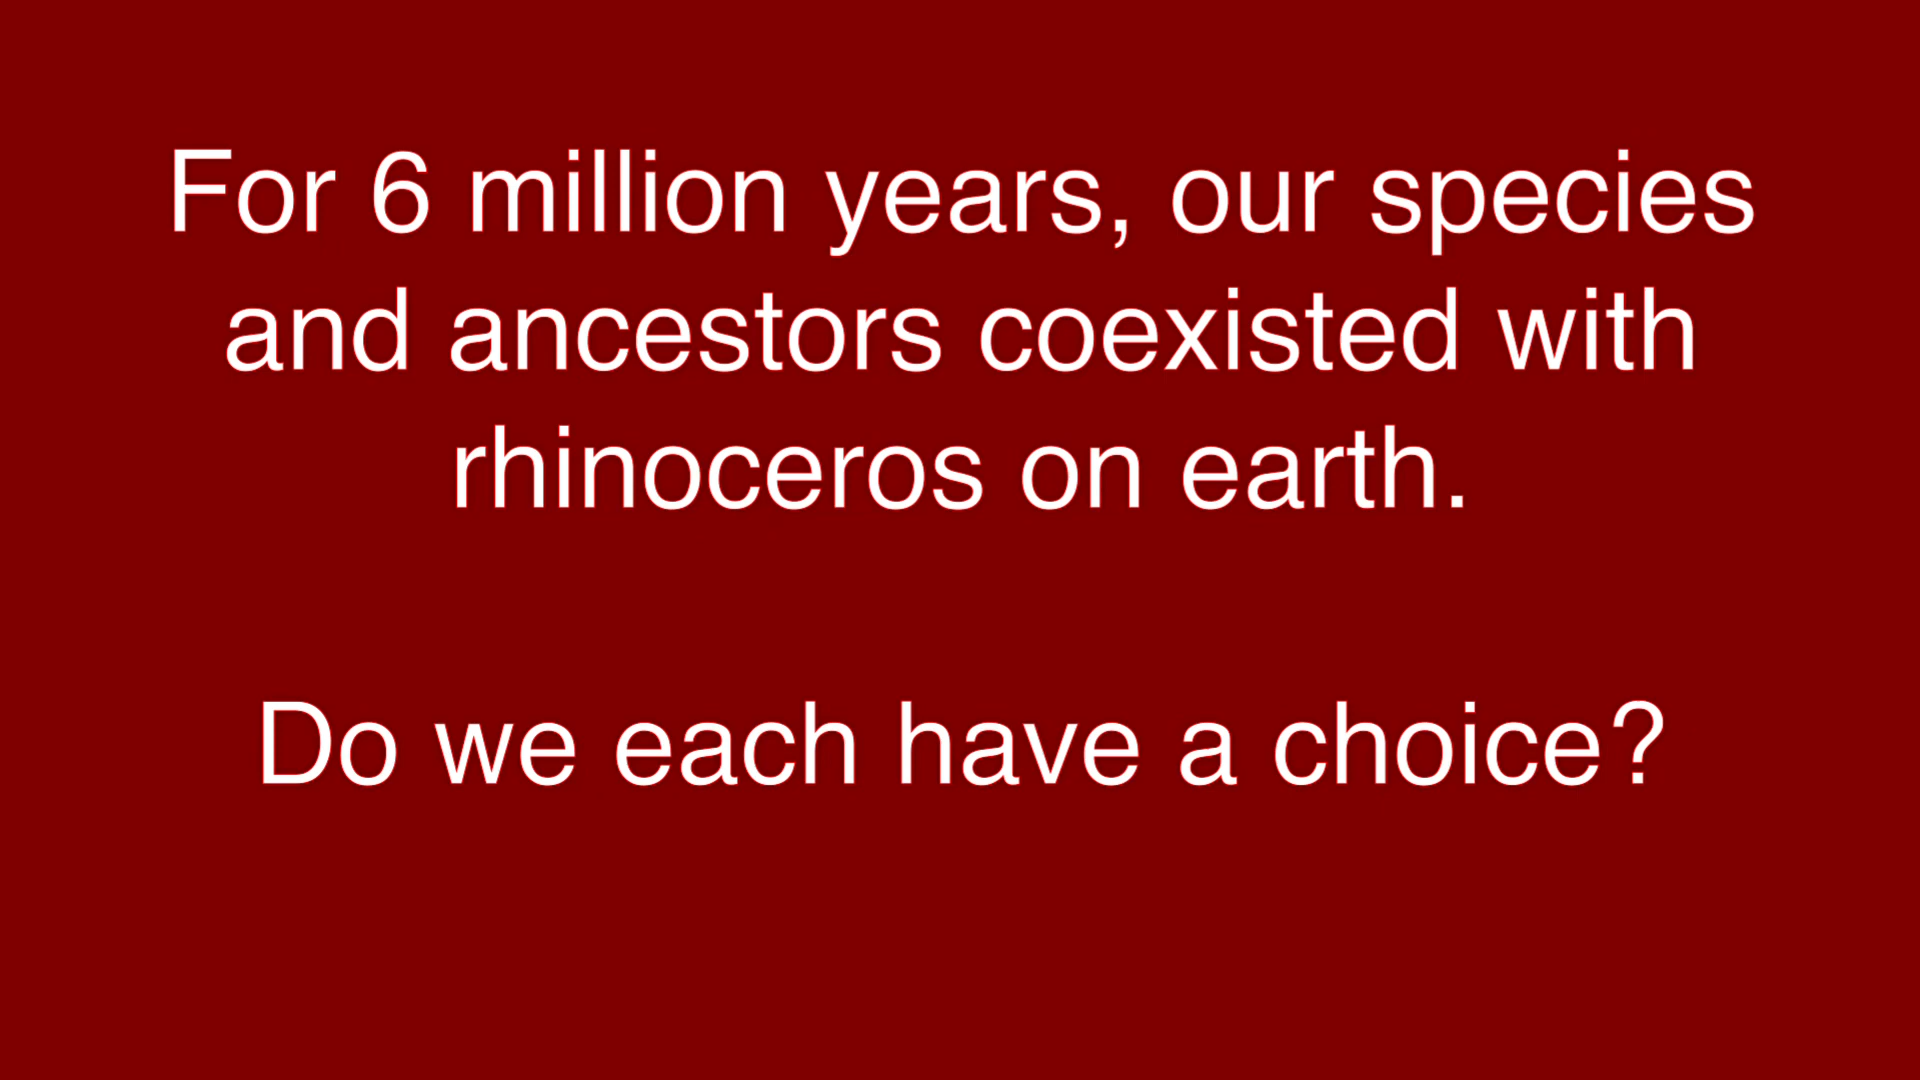 For 6 million years, our species
and ancestors coexisted with
rhinoceros on earth.
Do we each have a choice?